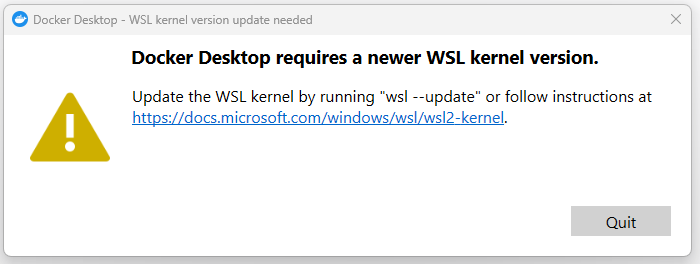 Docker Desktop - WSL kernel version update needed
Docker Desktop requires a newer WSL kernel version.
Update the WSL kernel by running "wsl --update" or follow instructions at
https://docs.microsoft.com/windows/wsl/wsl2-kernel.
Quit